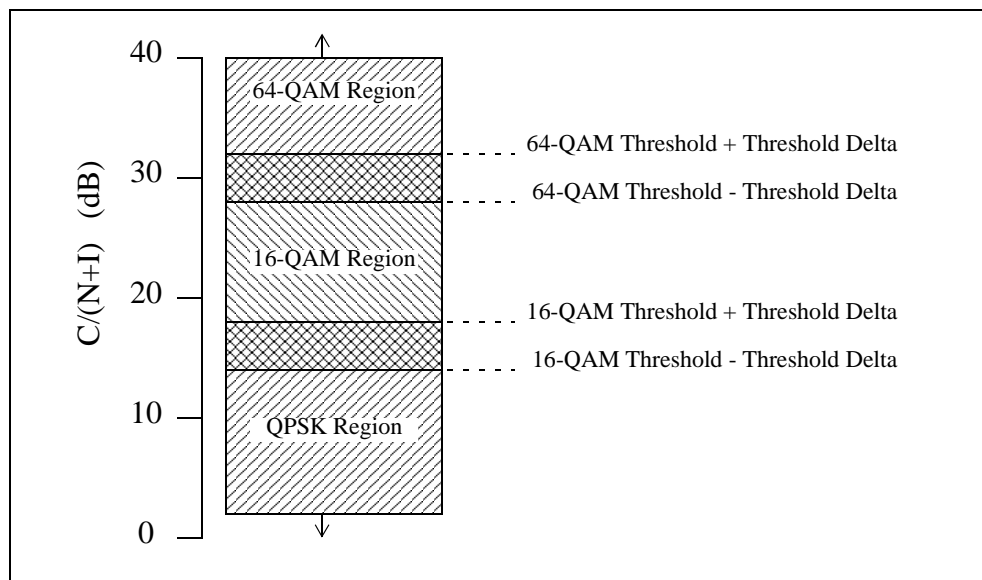 40
64-QAM Region
64-QAM Threshold + Threshold Delta
30
64-QAM Threshold - Threshold Delta
C/(N+I) (dB)
16-QAM Region
20
16-QAM Threshold + Threshold Delta
16-QAM Threshold - Threshold Delta
10
QPSK Region
0